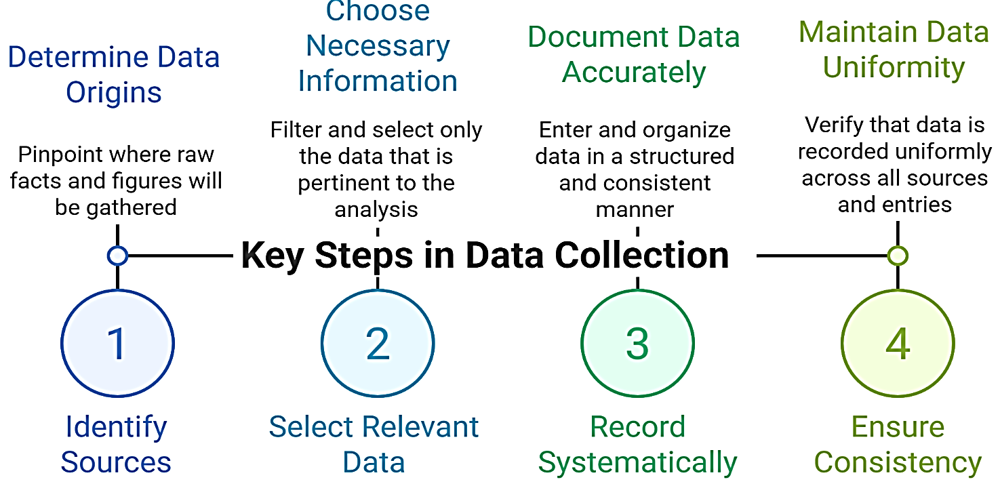 Determine Data
Origins
Pinpoint where raw
facts and figures will
be gathered
Choose
Necessary
Information
Filter and select only
the data that is
pertinent to the
analysis
Document Data
Accurately
Enter and organize
data in a structured
and consistent
manner
Maintain Data
Uniformity
Verify that data is
recorded uniformly
across all sources
and entries
Key Steps in Data Collection
1
Identify
Sources
2
Select Relevant
Data
3
Record
Systematically
4
Ensure
Consistency